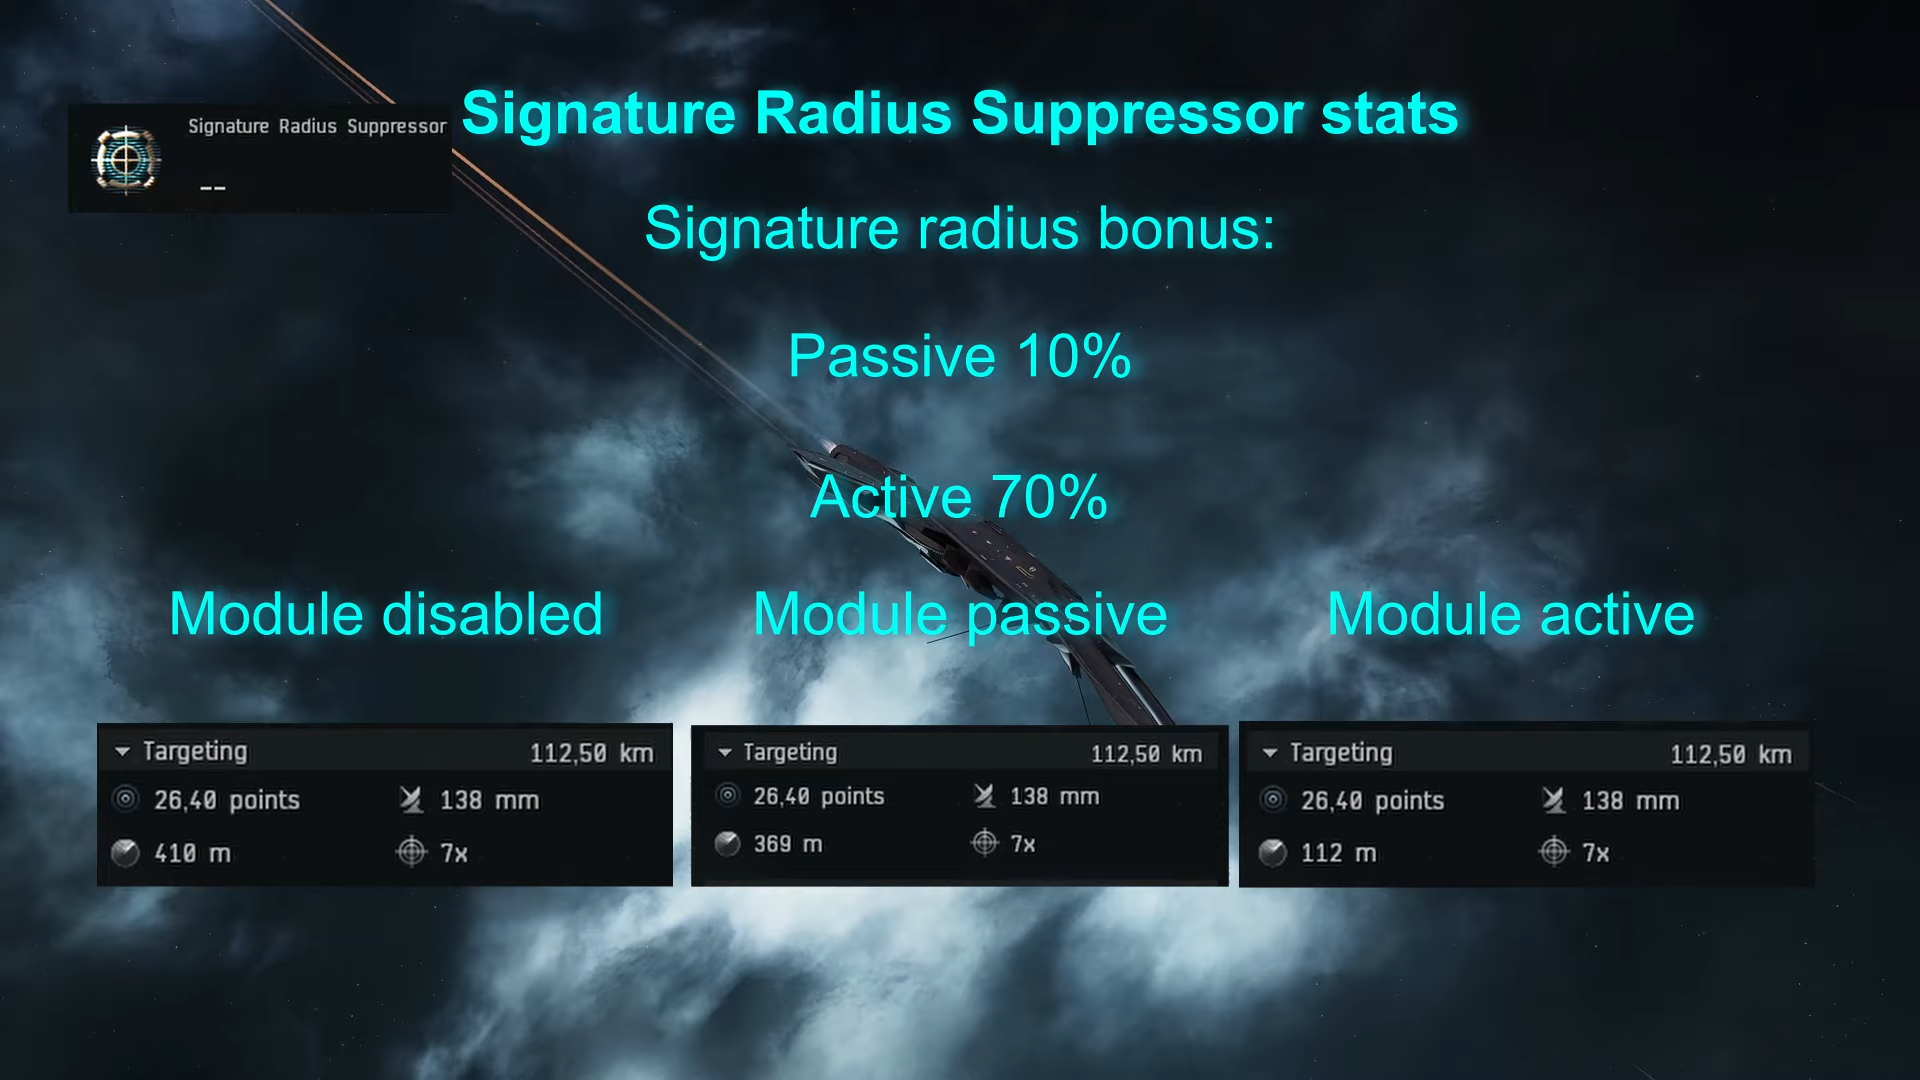 Signature Radius Suppressor stats
Signature Radius Suppressor
--
Signature radius bonus:
Passive 10%
Active 70%
Module disabled
Module passive
Module active
Targeting 112,50 km
26,40 points 138 mm
410 m 7x
Targeting 112,50 km
26,40 points 138 mm
369 m 7x
Targeting 112,50 km
26,40 points 138 mm
112 m 7x